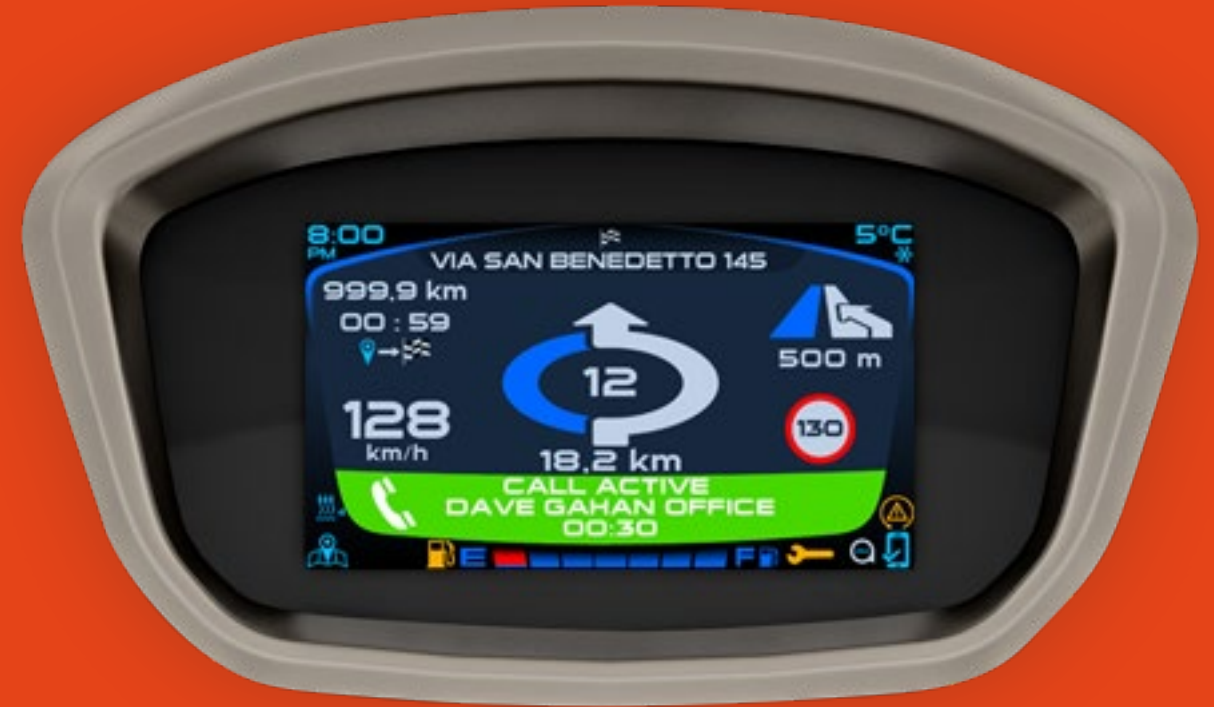 8:00
PM
5°C
VIA SAN BENEDETTO 145
999,9 km
00 : 59
12
500 m
128
km/h
130
18,2 km
CALL ACTIVE
DAVE GAHAN OFFICE
00:30
E
F